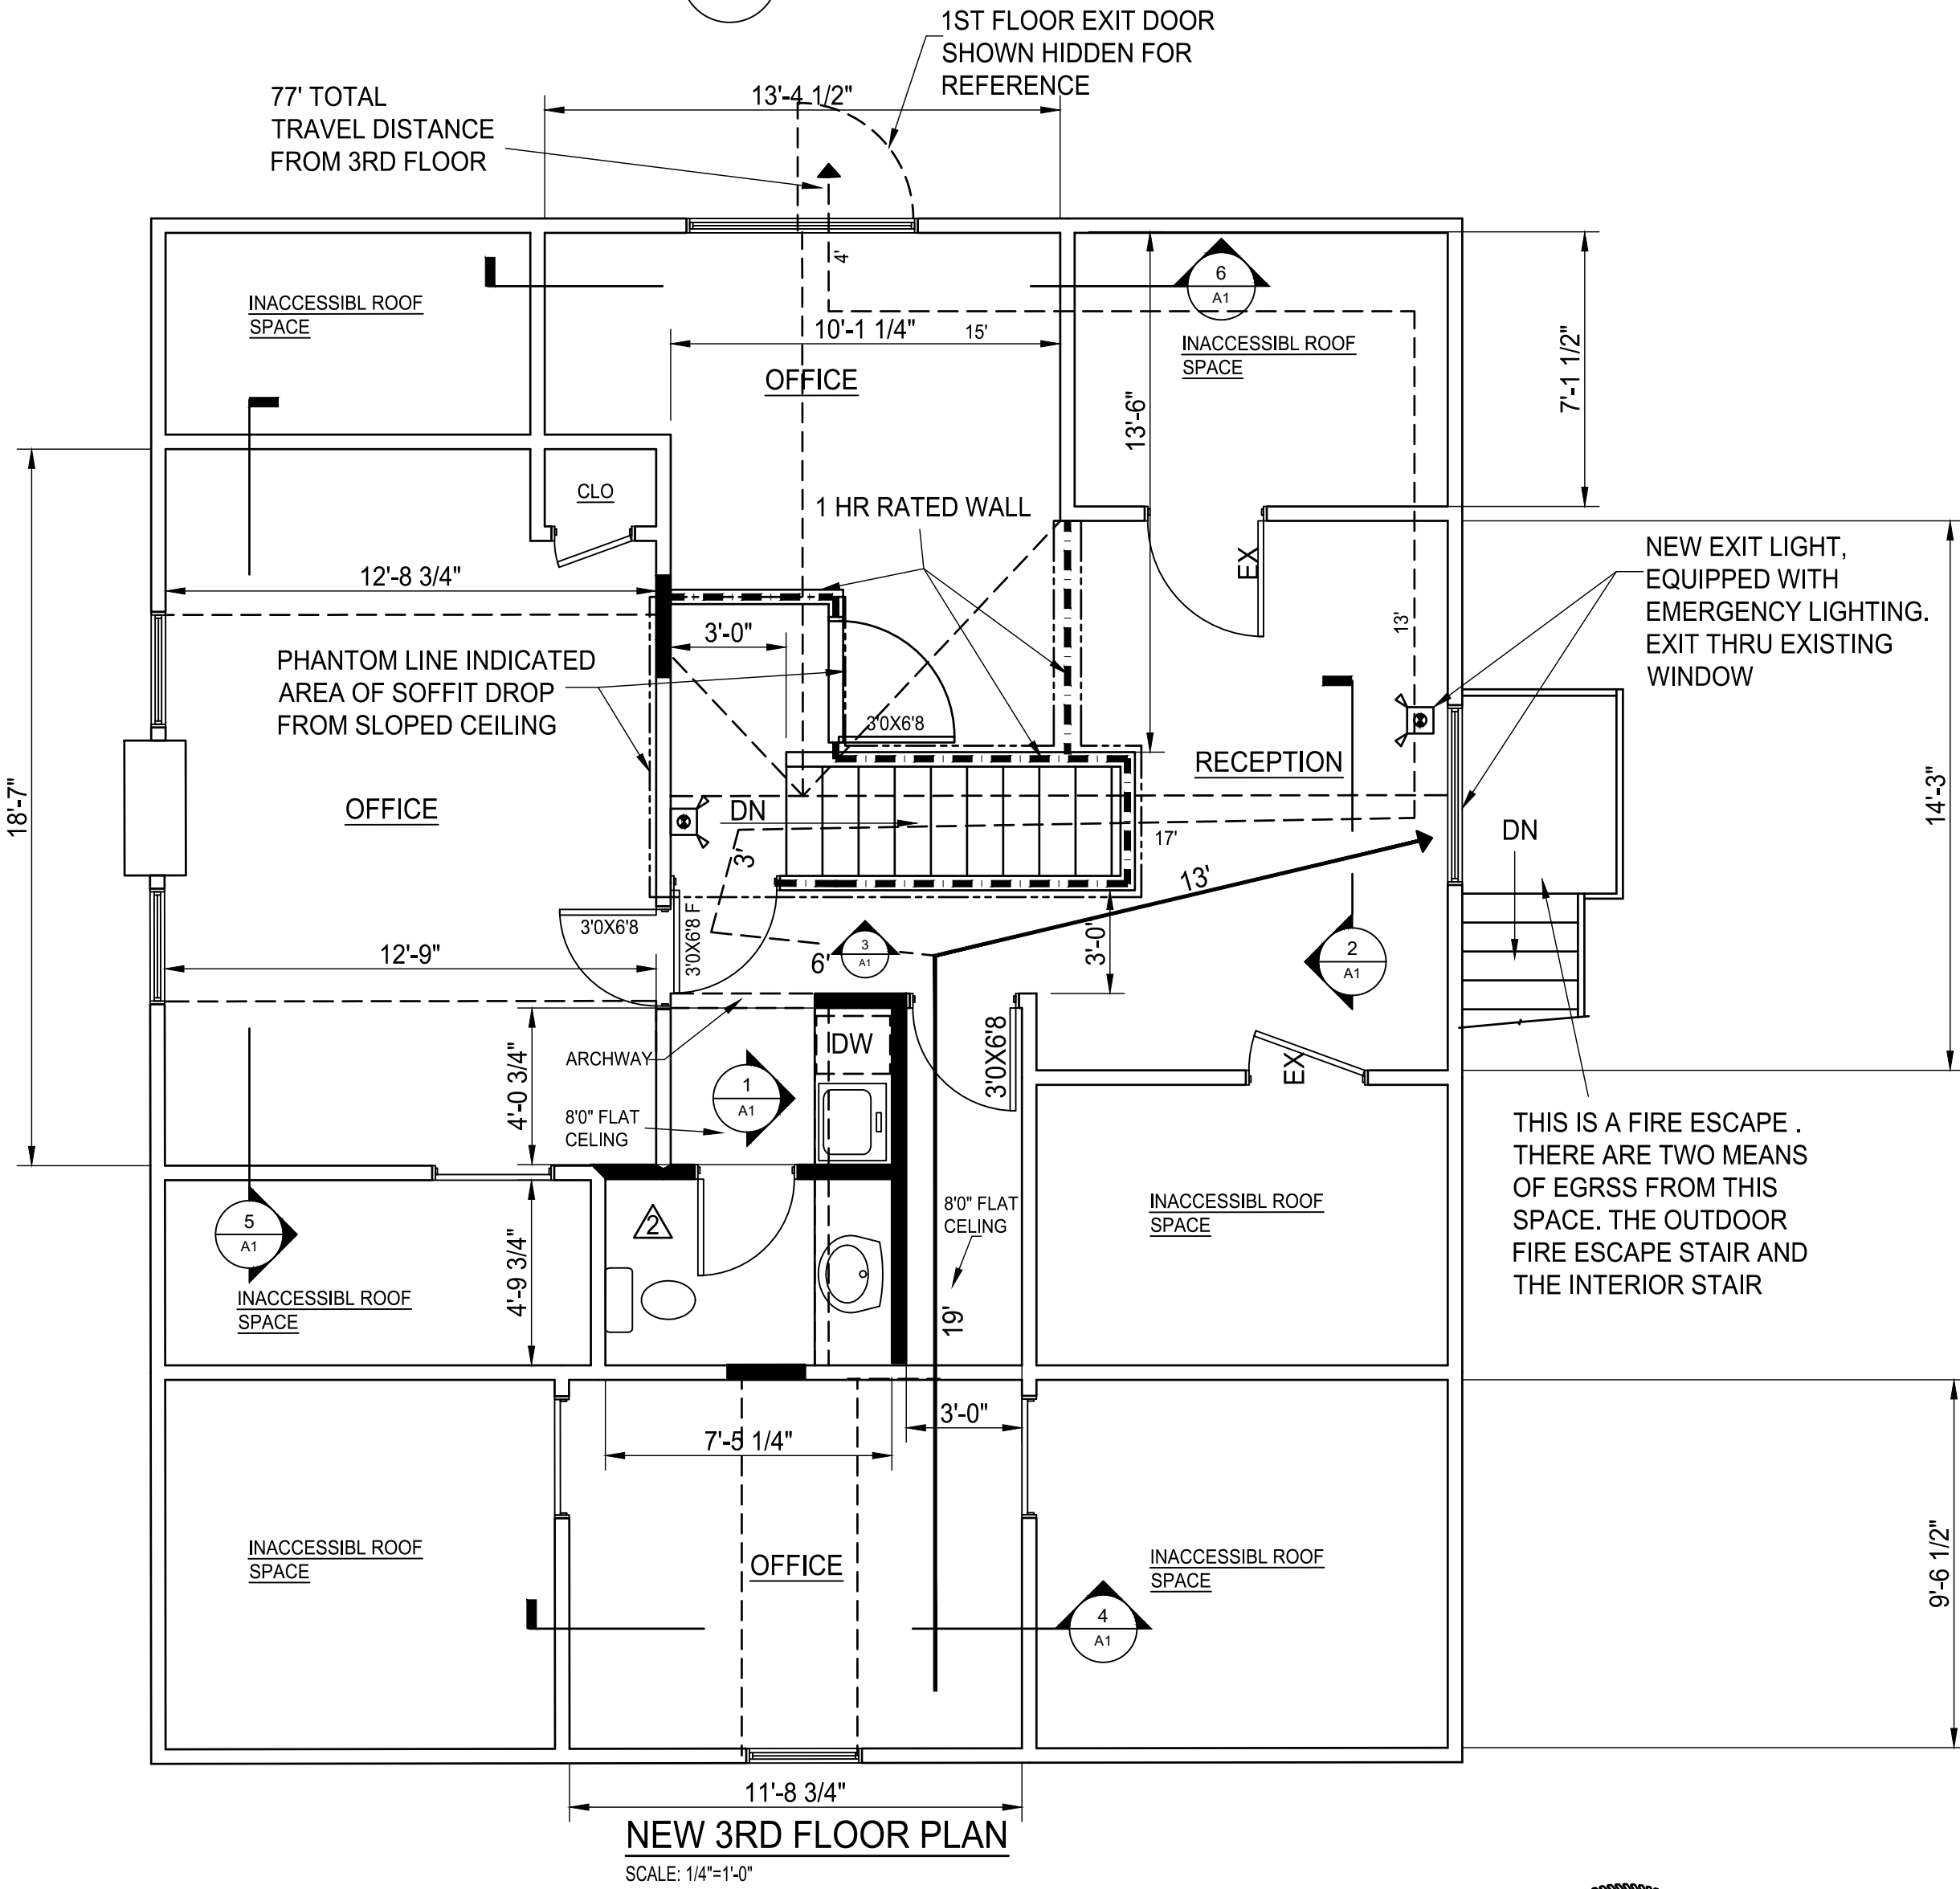 1ST FLOOR EXIT DOOR
SHOWN HIDDEN FOR
REFERENCE
77' TOTAL
TRAVEL DISTANCE
FROM 3RD FLOOR
13'-4 1/2"
4'
6
A1
INACCESSIBL ROOF
SPACE
10'-1 1/4"
15'
INACCESSIBL ROOF
SPACE
7'-1 1/2"
OFFICE
13'-6"
CLO
1 HR RATED WALL
EX
NEW EXIT LIGHT,
EQUIPPED WITH
EMERGENCY LIGHTING.
EXIT THRU EXISTING
WINDOW
12'-8 3/4"
3'-0"
13'
PHANTOM LINE INDICATED
AREA OF SOFFIT DROP
FROM SLOPED CEILING
3'0X6'8
RECEPTION
18'-7"
OFFICE
DN
3'
17'
14'-3"
DN
13'
3'0X6'8
3'0X6'8 F
12'-9"
6'
3
A1
3'-0"
2
A1
ARCHWAY
DW
3'0X6'8
EX
4'-0 3/4"
1
A1
8'0" FLAT
CELING
THIS IS A FIRE ESCAPE .
THERE ARE TWO MEANS
OF EGRSS FROM THIS
SPACE. THE OUTDOOR
FIRE ESCAPE STAIR AND
THE INTERIOR STAIR
5
A1
2
8'0" FLAT
CELING
INACCESSIBL ROOF
SPACE
4'-9 3/4"
INACCESSIBL ROOF
SPACE
19'
3'-0"
7'-5 1/4"
INACCESSIBL ROOF
SPACE
OFFICE
INACCESSIBL ROOF
SPACE
9'-6 1/2"
4
A1
11'-8 3/4"
NEW 3RD FLOOR PLAN
SCALE: 1/4"=1'-0"